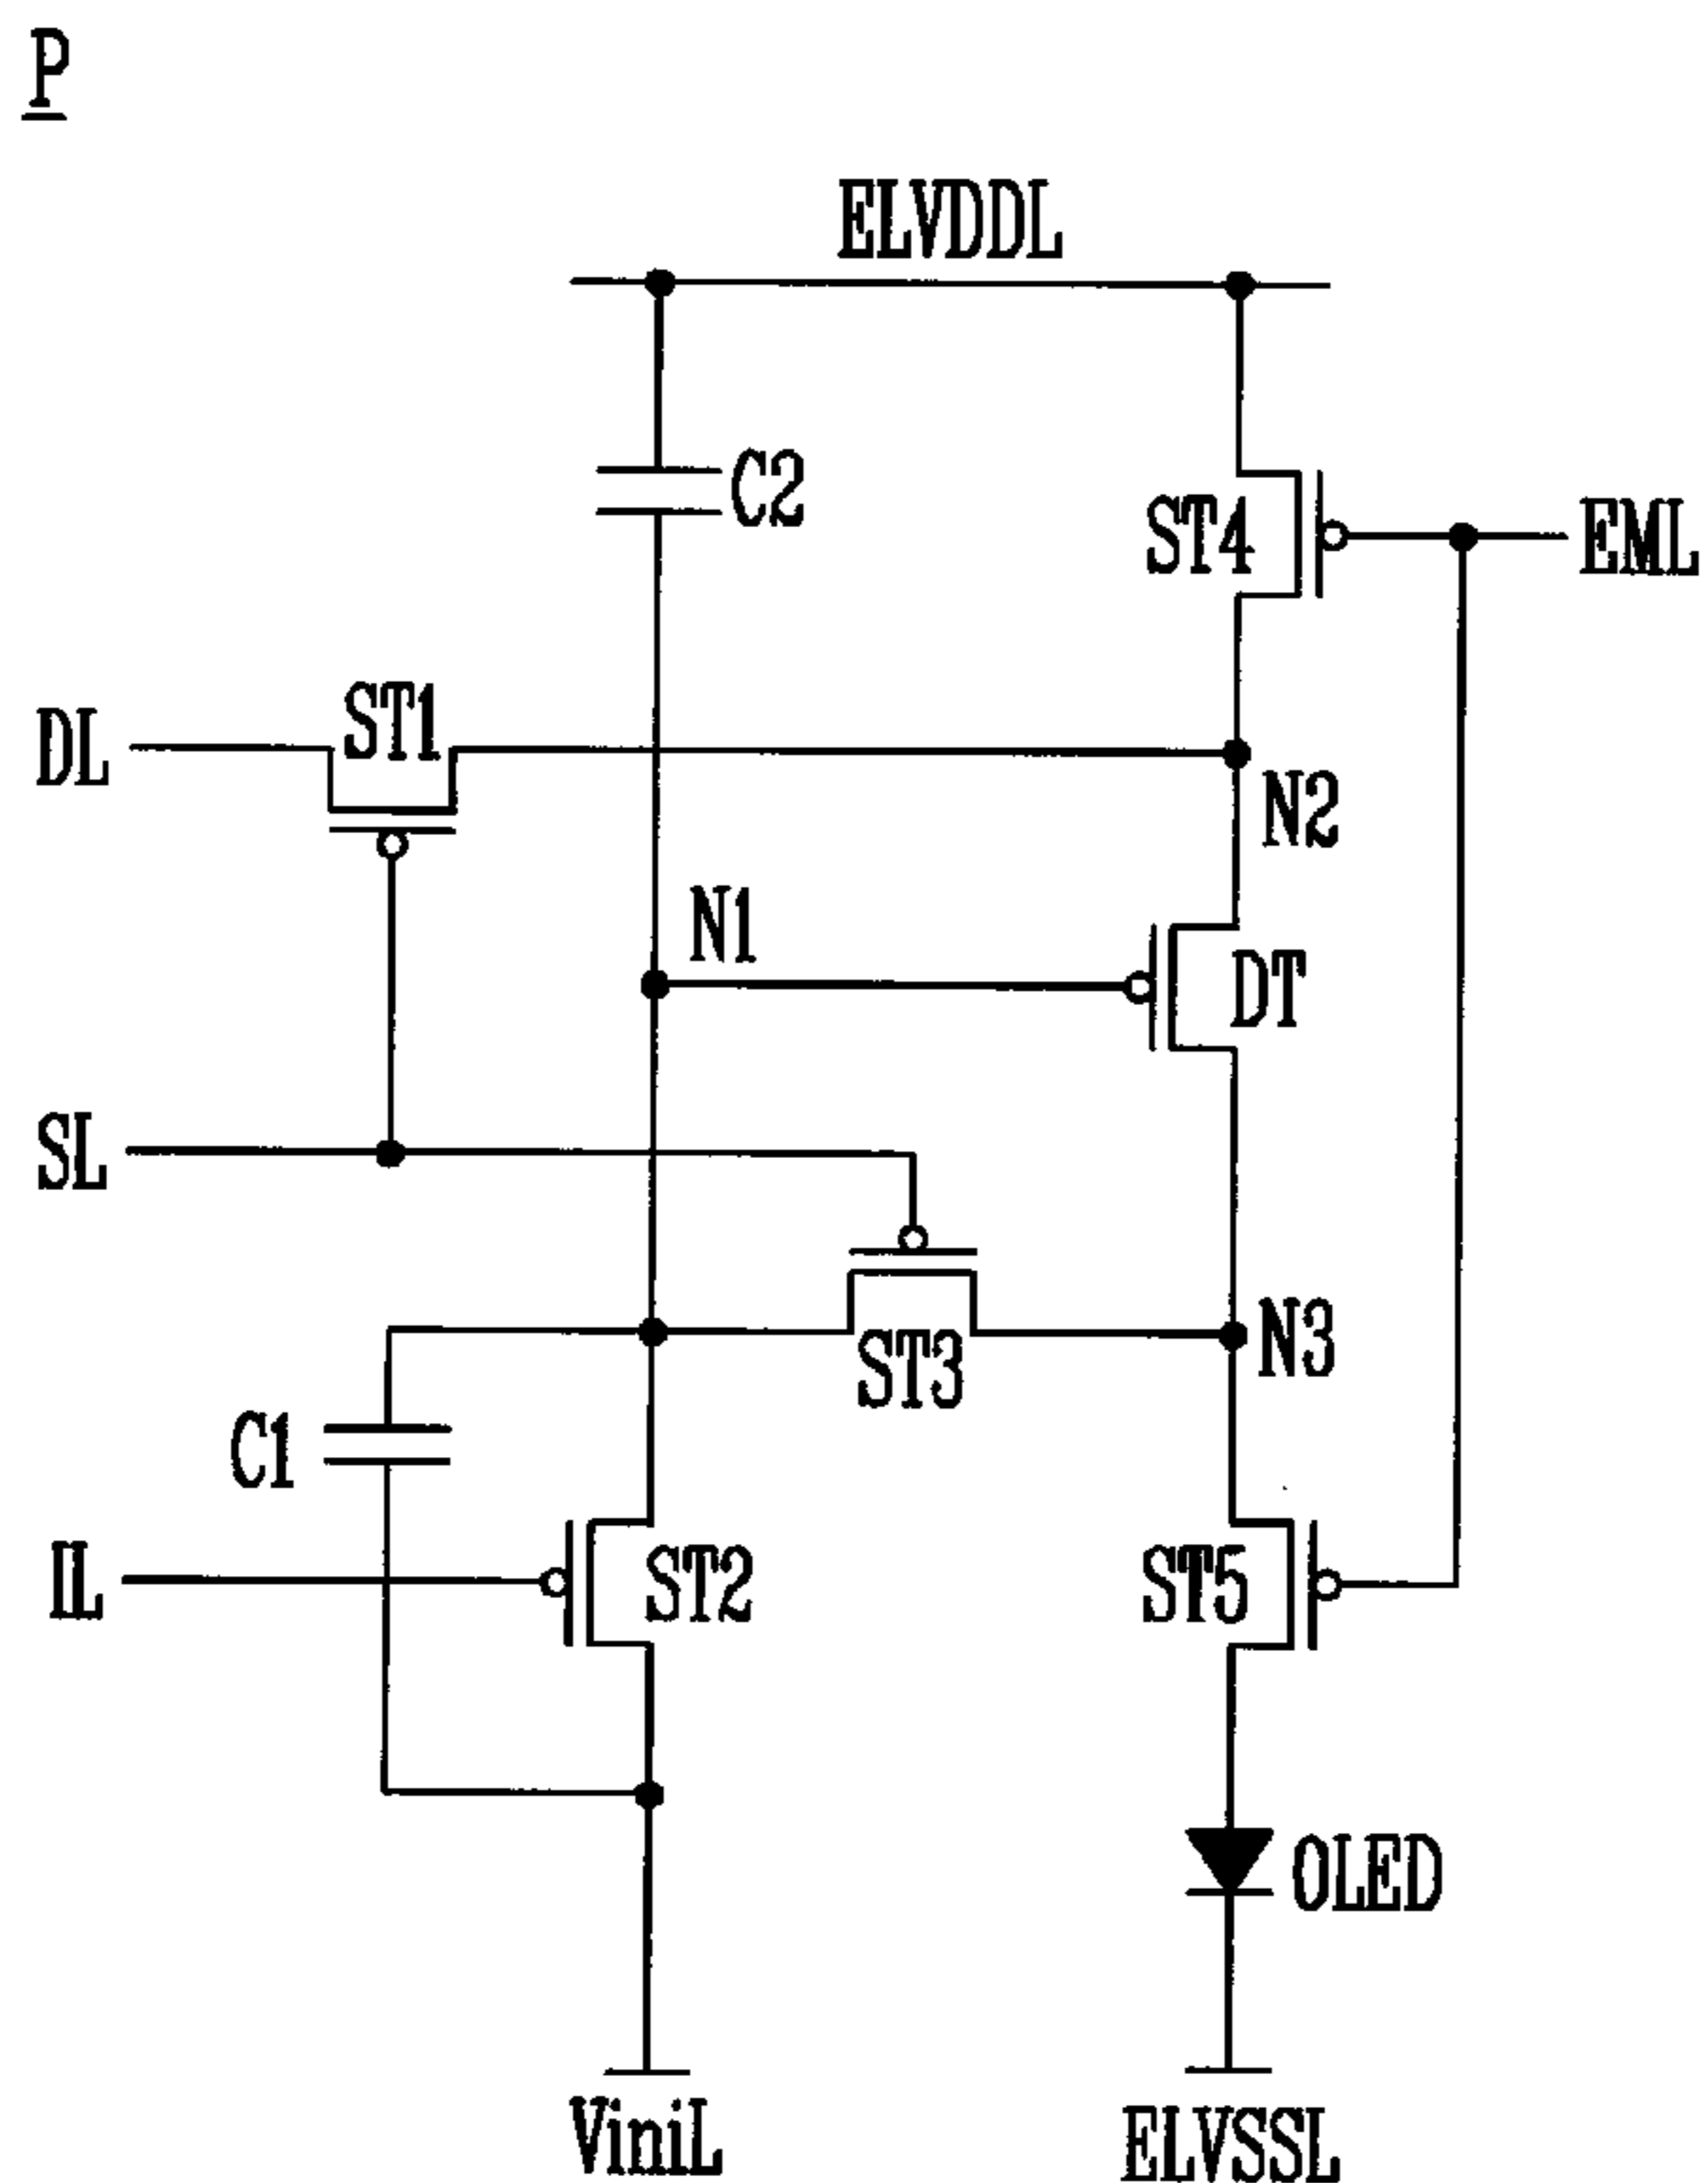 P
ELVDDL
C2
ST4
EML
ST1
DL
N2
N1
DT
SL
N3
ST3
C1
IL
ST2
ST5
OLED
ViniL
ELVSSL